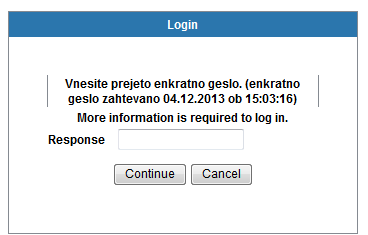 Login
Vnesite prejeto enkratno geslo. (enkratno
geslo zahtevano 04.12.2013 ob 15:03:16)
More information is required to log in.
Response
Continue Cancel